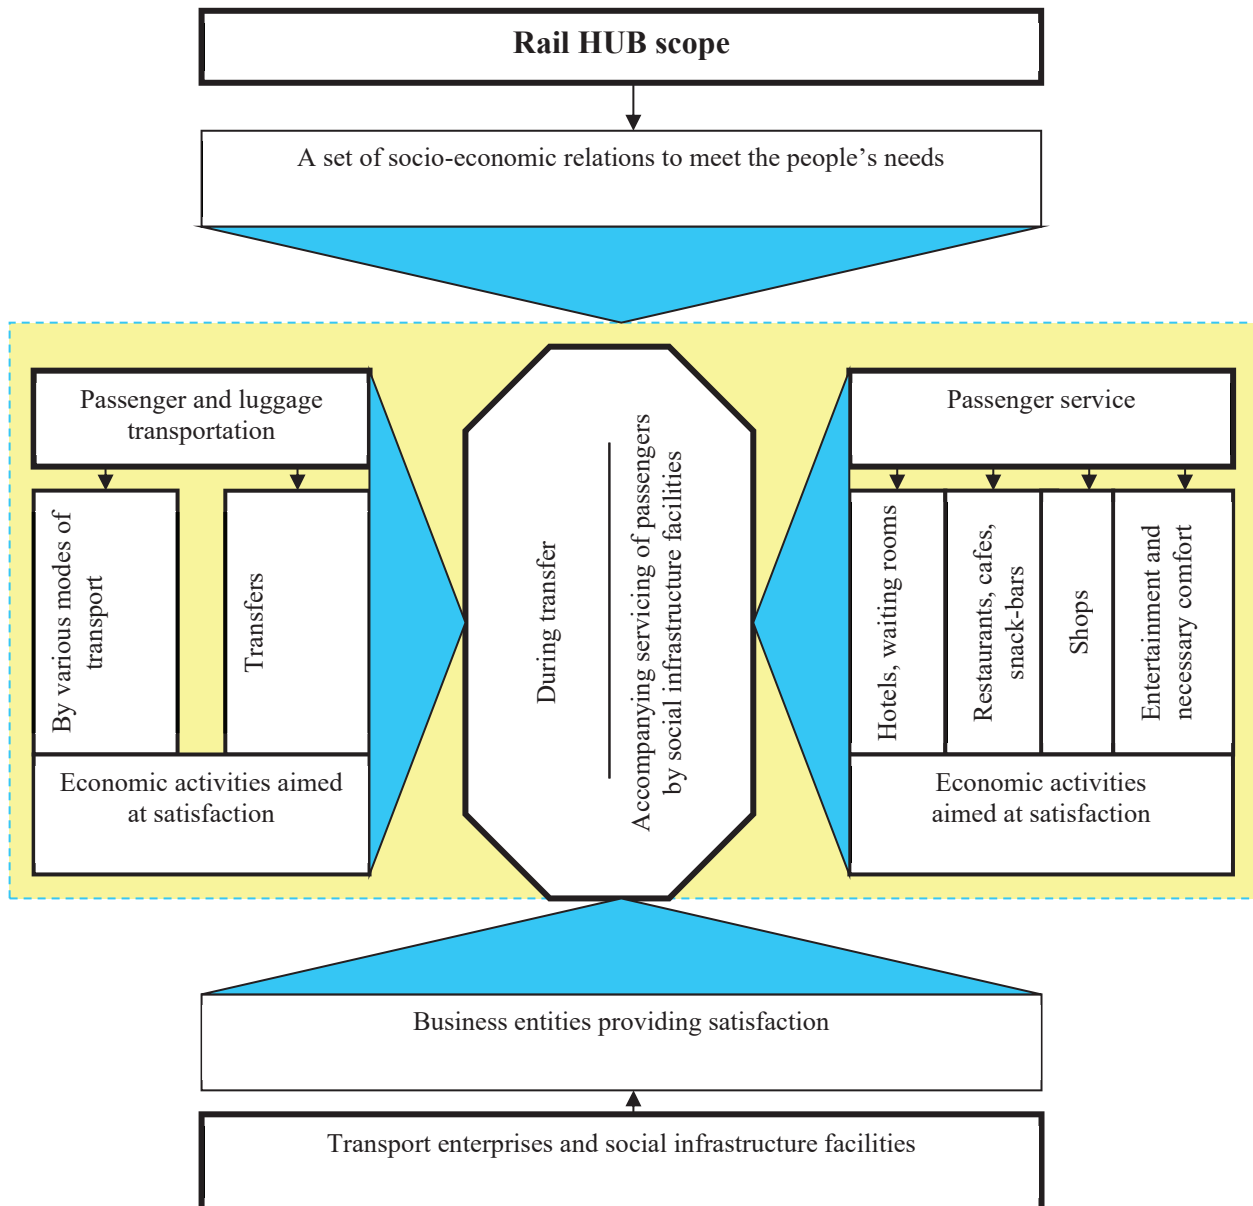 Rail HUB scope
A set of socio-economic relations to meet the people’s needs
Passenger and luggage
transportation
By various modes of
transport
Transfers
Economic activities aimed
at satisfaction
During transfer
Accompanying servicing of passengers
by social infrastructure facilities
Passenger service
Hotels, waiting rooms
Restaurants, cafes,
snack-bars
Shops
Entertainment and
necessary comfort
Economic activities
aimed at satisfaction
Business entities providing satisfaction
Transport enterprises and social infrastructure facilities